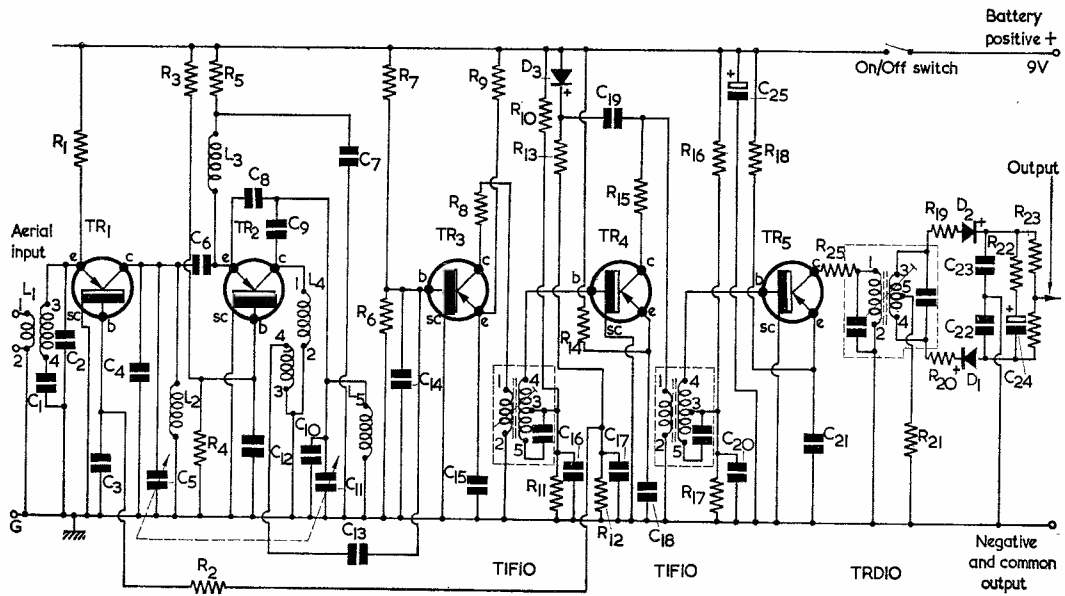 Battery
positive +
On/Off switch
9V
R3
R5
R7
R9
D3
+
C19
+
C25
R1
L3
C7
R10
R13
R16
R18
Output
C8
R8
R15
TR1
TR2
C9
TR3
TR4
TR5
R19
D2
+
R23
Aerial
input
C6
R25
R22
e
c
e
c
L4
c
c
c
C23
1
L1
3
b
b
b
1
3
2
4
C2
sc
sc
R6
sc
e
sc
e
sc
e
2
4
C22
+
b
b
4
R14
R20
D1
+
C24
C1
C4
L2
2
C14
1
4
1
4
3
3
L5
R4
C10
2
5
C16
C17
2
5
C20
C21
R21
C3
C5
C12
C11
C15
R11
R17
G
R12
C18
C13
Negative
and common
output
R2
TIF10
TIF10
TRD10